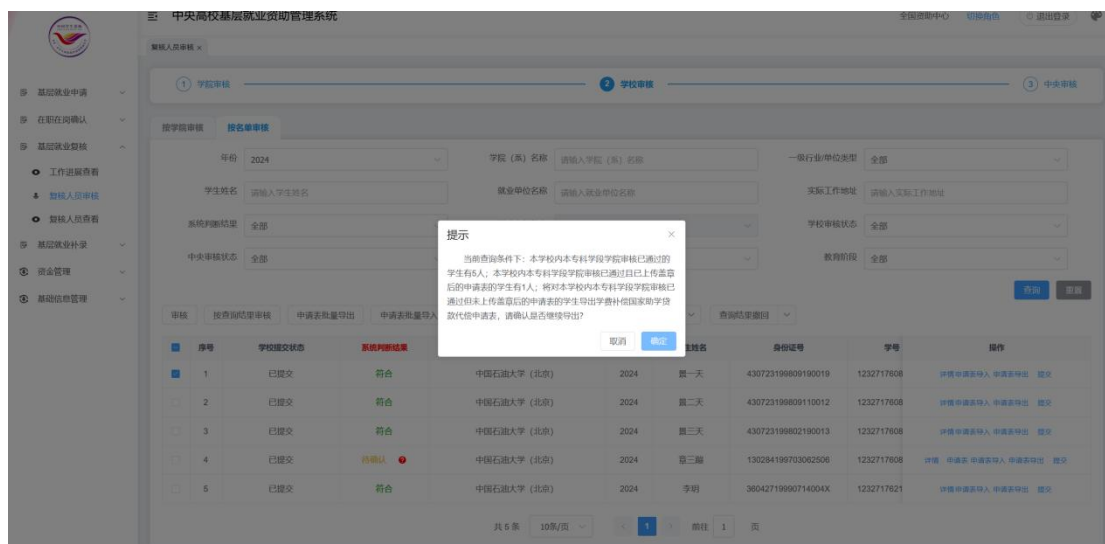 中央高校基层就业资助管理系统
全国资助中心 切换角色 退出登录
复核人员审核 ×
1 学院审核 2 学校审核 3 中央审核
基层就业申请
在职在岗确认
基层就业复核
工作进展查看
复核人员审核
复核人员查看
基层就业补录
资金管理
基础信息管理
按学院审核 按名单审核
年份 2024 学院（系）名称 请输入学院（系）名称 一级行业/单位类型 全部
学生姓名 请输入学生姓名 就业单位名称 请输入就业单位名称 实际工作地址 请输入实际工作地址
系统判断结果 全部 学校审核状态 全部
中央审核状态 全部 教育阶段 全部
查询 重置
提示 ×
当前查询条件下：本学校内本专科学段学院审核已通过的
学生有5人；本学校内本专科学段学院审核已通过且已上传盖章
后的申请表的学生有1人；将对本学校内本专科学段学院审核已
通过但未上传盖章后的申请表的学生导出学费补偿国家助学贷
款代偿申请表，请确认是否继续导出？
取消 确定
审核 按查询结果审核 申请表批量导出 申请表批量导入 查询结果撤回
序号 学校提交状态 系统判断结果 生姓名 身份证号 学号 操作
1 已提交 符合 中国石油大学（北京） 2024 一天 430723199809190019 1232717608 详情 申请表导入 申请表导出 提交
2 已提交 符合 中国石油大学（北京） 2024 二天 430723199809110012 1232717608 详情 申请表导入 申请表导出 提交
3 已提交 符合 中国石油大学（北京） 2024 三天 430723199802190013 1232717608 详情 申请表导入 申请表导出 提交
4 已提交 待确认 中国石油大学（北京） 2024 章三 130284199703062506 1232717608 详情 申请表 申请表导入 申请表导出 提交
5 已提交 符合 中国石油大学（北京） 2024 李明 36042719990714004X 1232717621 详情 申请表导入 申请表导出 提交
共 5 条 10条/页 1 前往 1 页